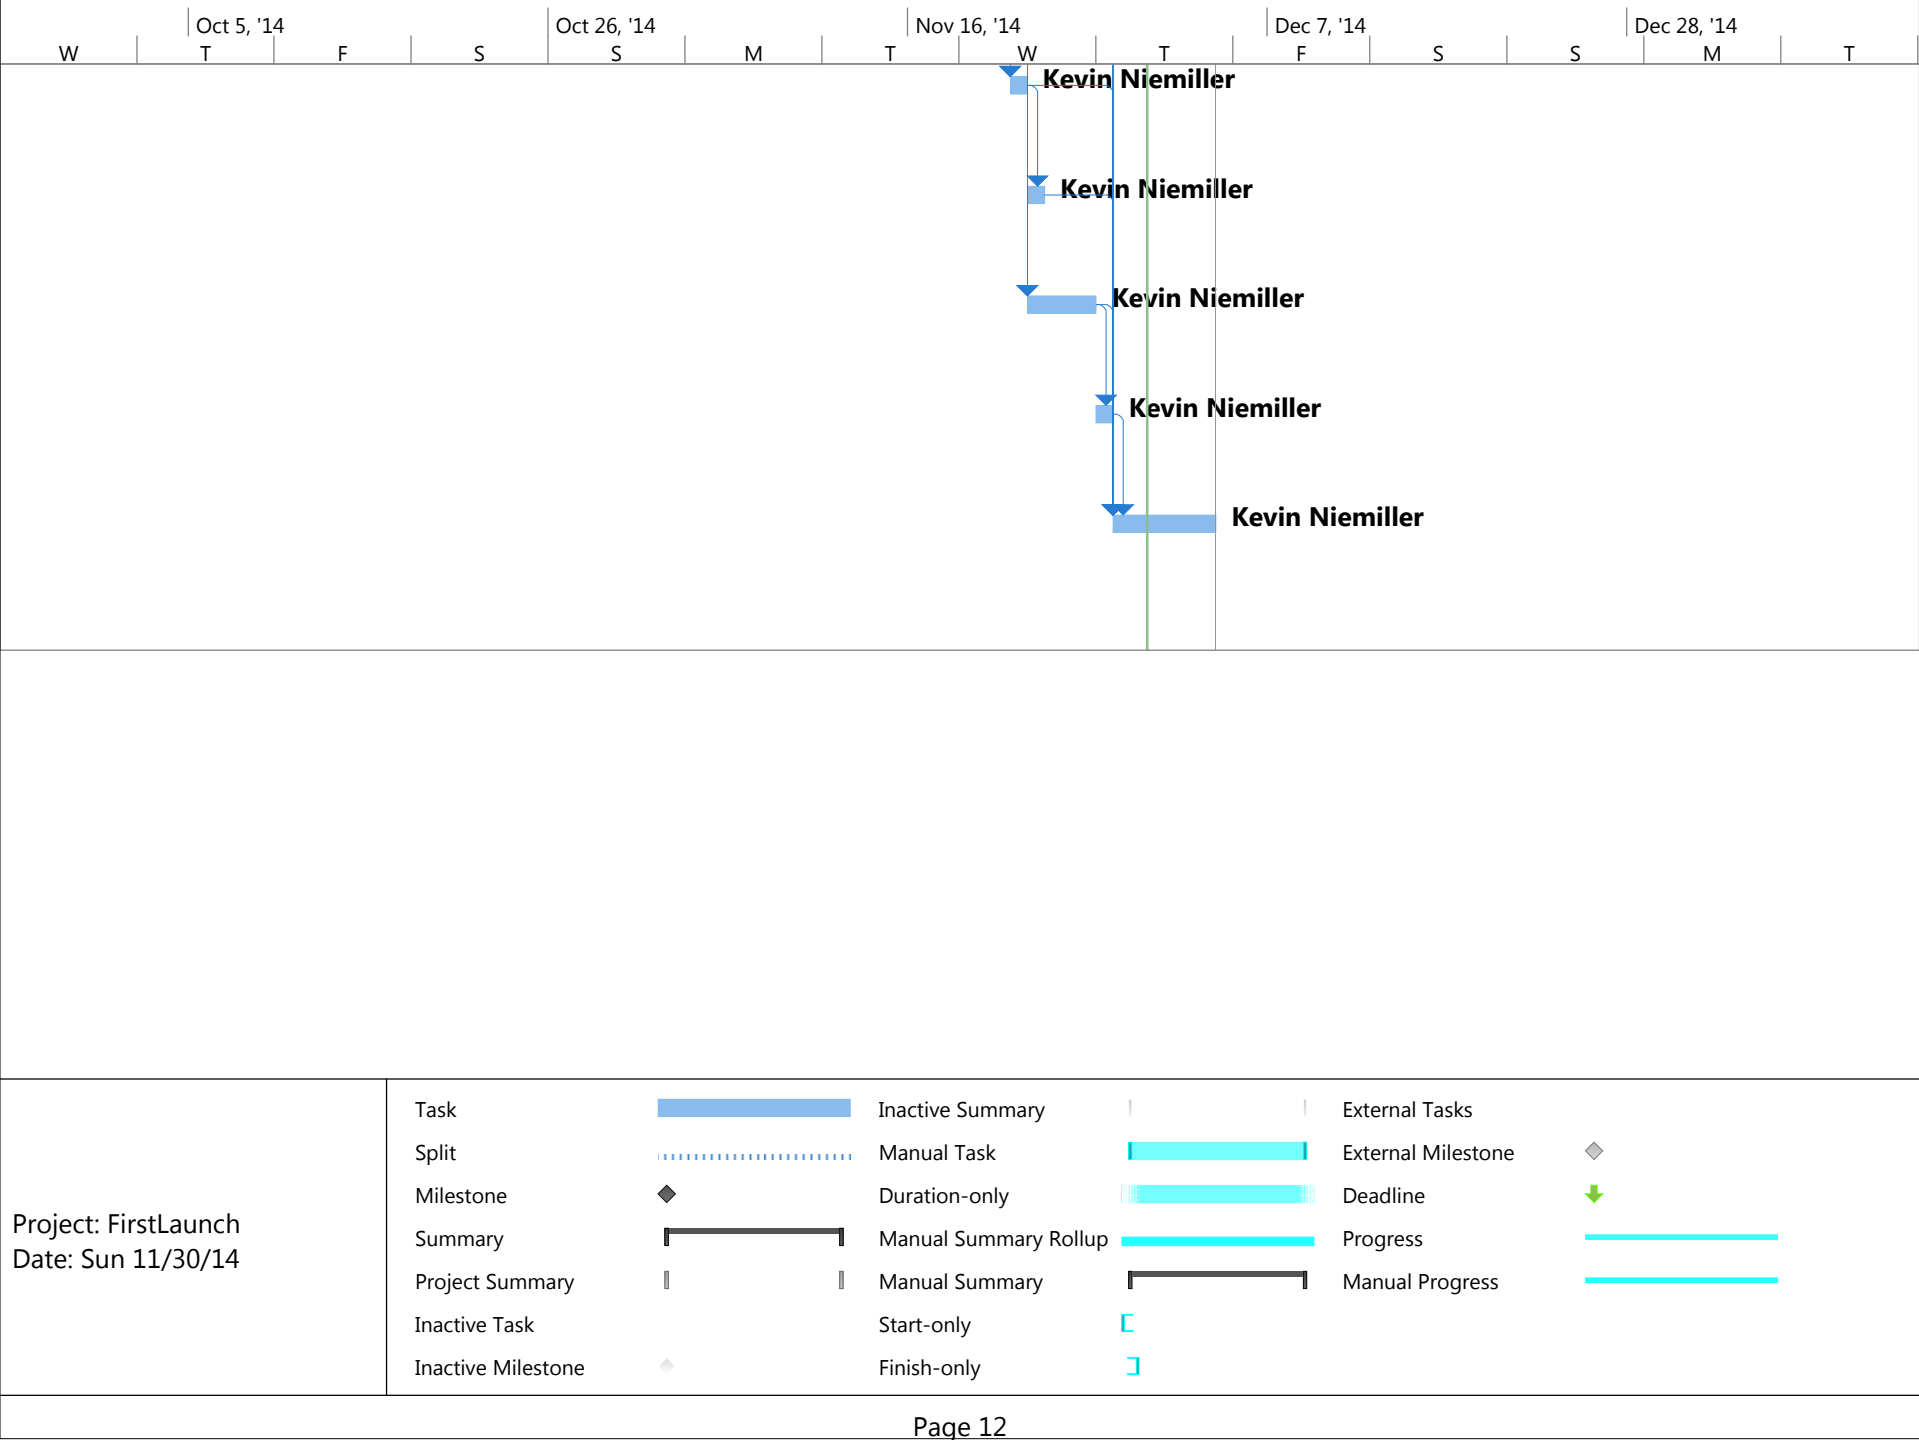 Oct 5, '14 Oct 26, '14 Nov 16, '14 Dec 7, '14 Dec 28, '14
W T F S S M T W T F S S M T
Kevin Niemiller
Kevin Niemiller
Kevin Niemiller
Kevin Niemiller
Kevin Niemiller
Project: FirstLaunch
Date: Sun 11/30/14
Task
Split
Milestone
Summary
Project Summary
Inactive Task
Inactive Milestone
Inactive Summary
Manual Task
Duration-only
Manual Summary Rollup
Manual Summary
Start-only
Finish-only
External Tasks
External Milestone
Deadline
Progress
Manual Progress
Page 12